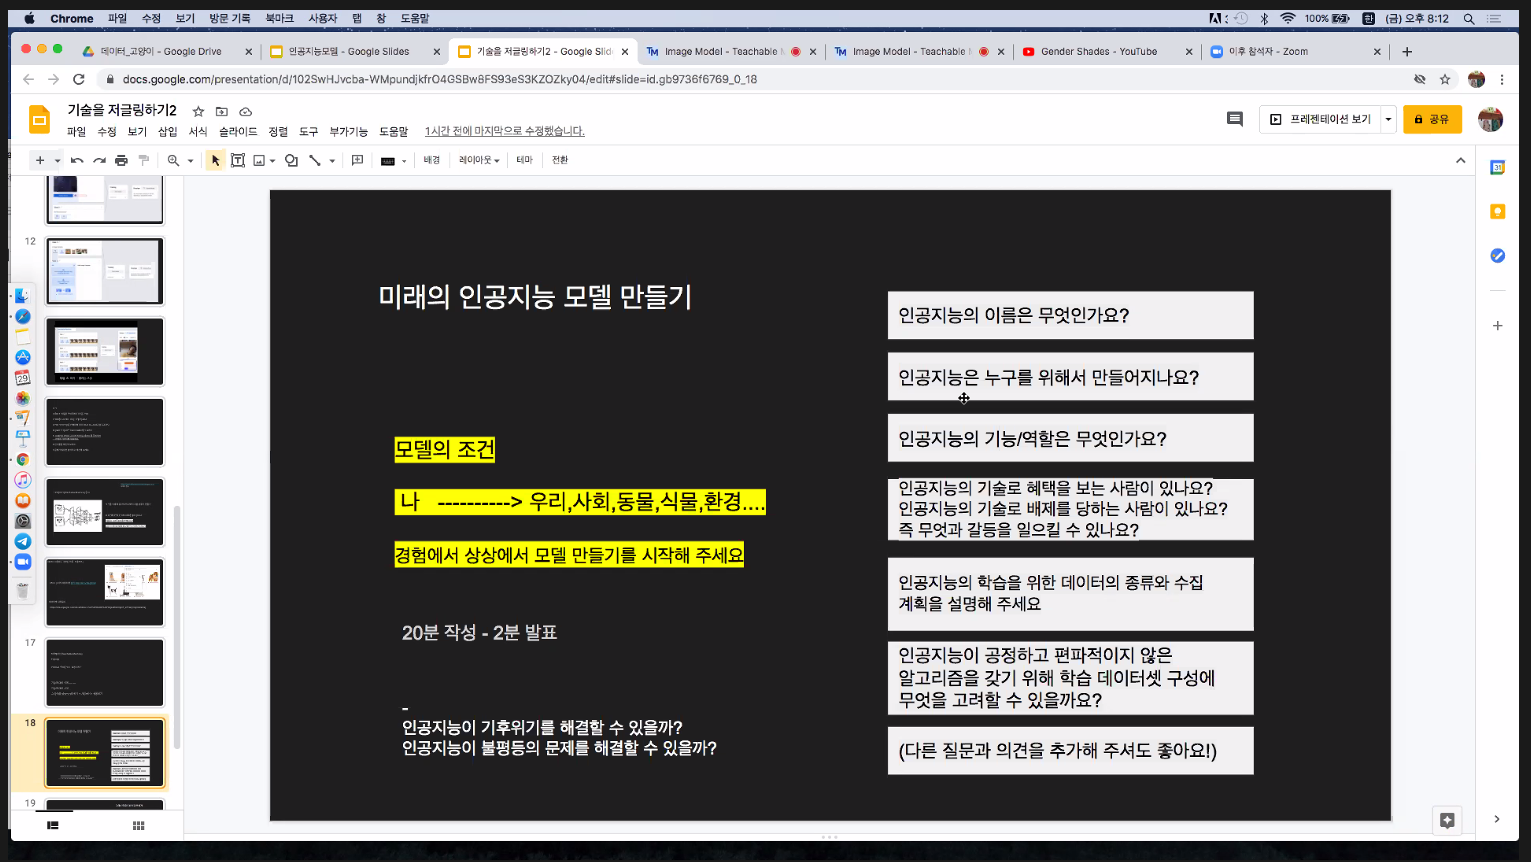 Chrome 파일 수정 보기 방문 기록 북마크 사용자 탭 창 도움말
100% (금) 오후 8:12
데이터_고양이 - Google Drive
인공지능모델 - Google Slides
기술을 저글링하기2 - Google Slid
Image Model - Teachable
Image Model - Teachable
Gender Shades - YouTube
이후 참석자 - Zoom
docs.google.com/presentation/d/102SwHJvcba-WMpundjkfrO4GSBw8FS93eS3KZOZky04/edit#slide=id.gb9736f6769_0_18
기술을 저글링하기2
파일 수정 보기 삽입 서식 슬라이드 정렬 도구 부가기능 도움말 1시간 전에 마지막으로 수정했습니다.
프레젠테이션 보기
공유
배경 레이아웃 테마 전환
12
17
18
19
미래의 인공지능 모델 만들기
모델의 조건
나 ----------> 우리,사회,동물,식물,환경....
경험에서 상상에서 모델 만들기를 시작해 주세요
20분 작성 - 2분 발표
-
인공지능이 기후위기를 해결할 수 있을까?
인공지능이 불평등의 문제를 해결할 수 있을까?
인공지능의 이름은 무엇인가요?
인공지능은 누구를 위해서 만들어지나요?
인공지능의 기능/역할은 무엇인가요?
인공지능의 기술로 혜택을 보는 사람이 있나요?
인공지능의 기술로 배제를 당하는 사람이 있나요?
즉 무엇과 갈등을 일으킬 수 있나요?
인공지능의 학습을 위한 데이터의 종류와 수집
계획을 설명해 주세요
인공지능이 공정하고 편파적이지 않은
알고리즘을 갖기 위해 학습 데이터셋 구성에
무엇을 고려할 수 있을까요?
(다른 질문과 의견을 추가해 주셔도 좋아요!)